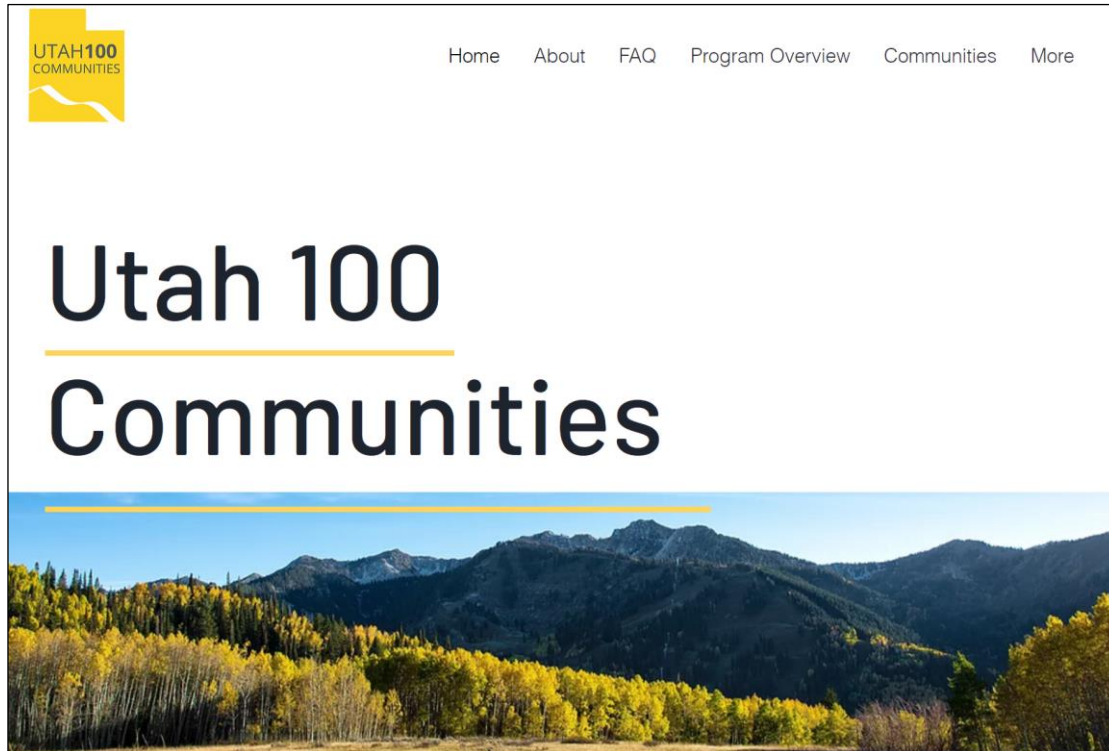 UTAH100
COMMUNITIES
Home About FAQ Program Overview Communities More
Utah 100
Communities